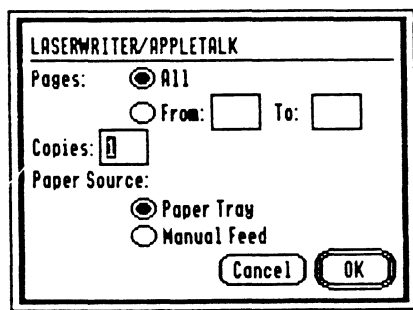 LASERWRITER/APPLETALK
Pages: All
From: To:
Copies: 1
Paper Source:
Paper Tray
Manual Feed
Cancel OK